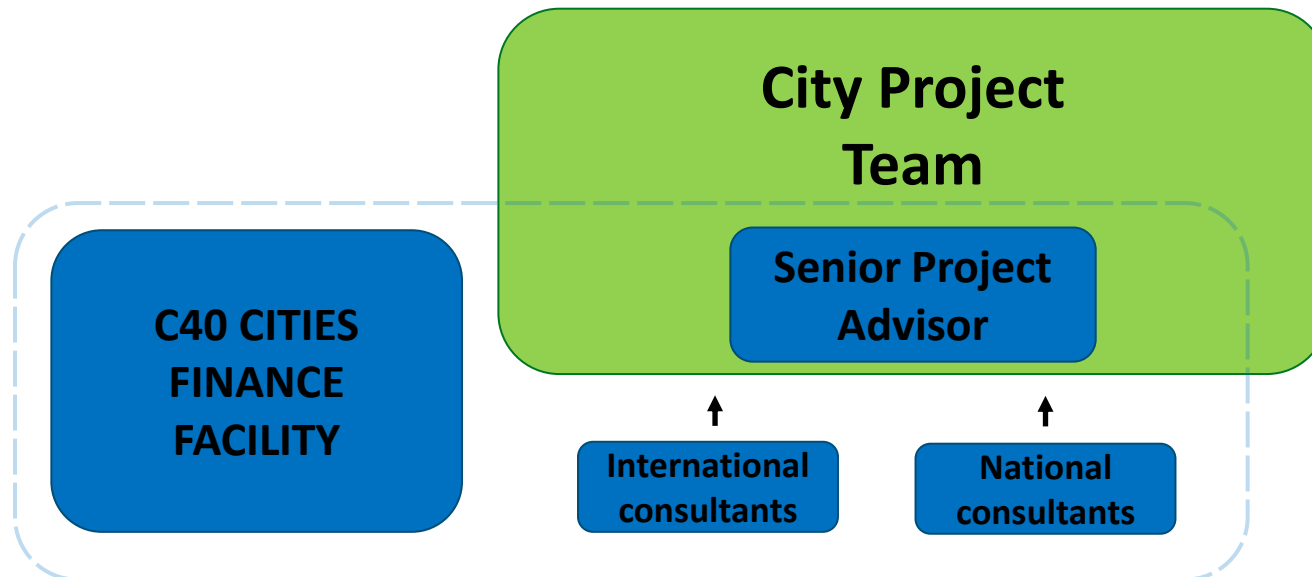 City Project
Team
Senior Project
Advisor
C40 CITIES
FINANCE
FACILITY
International
consultants
National
consultants